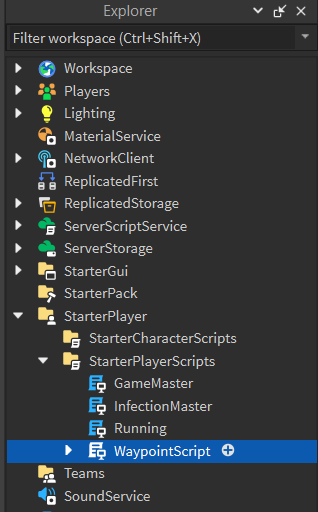 Explorer
Filter workspace (Ctrl+Shift+X)
Workspace
Players
Lighting
MaterialService
NetworkClient
ReplicatedFirst
ReplicatedStorage
ServerScriptService
ServerStorage
StarterGui
StarterPack
StarterPlayer
StarterCharacterScripts
StarterPlayerScripts
GameMaster
InfectionMaster
Running
WaypointScript
Teams
SoundService